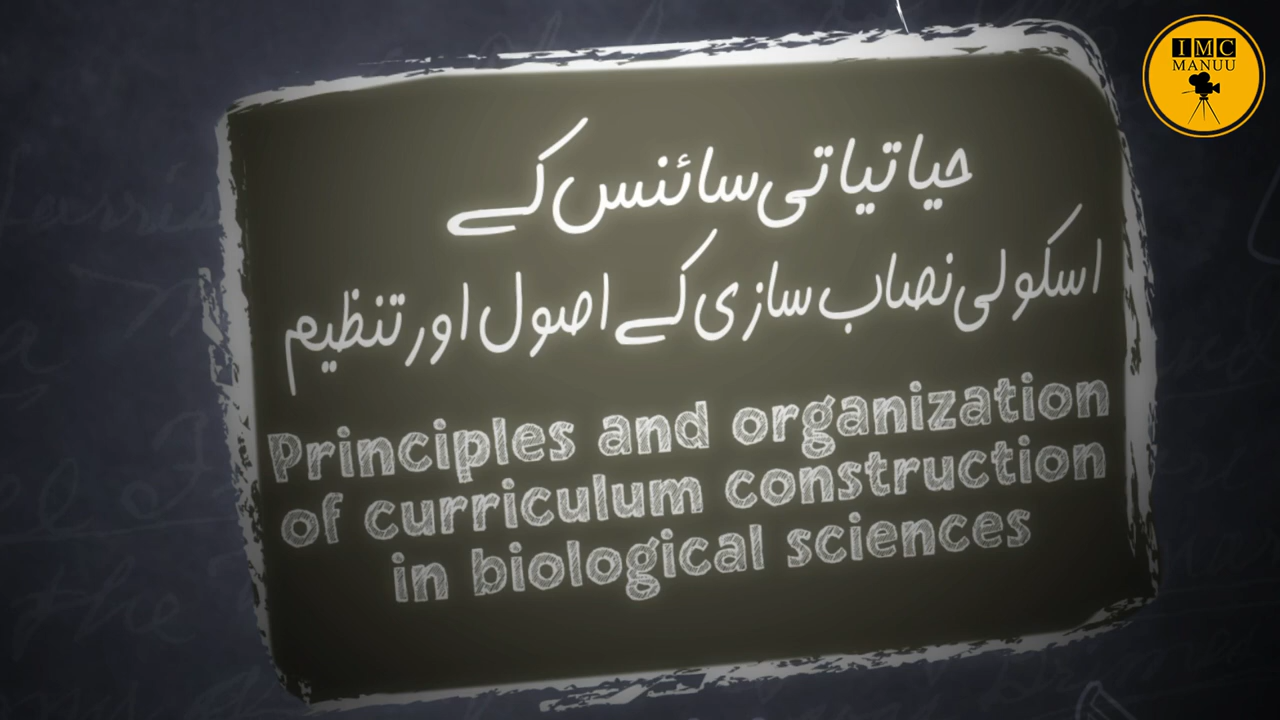 حیاتیاتی سائنس کے
اسکولی نصاب سازی کے اصول اور تنظیم
Principles and organization
of curriculum construction
in biological sciences
IMC
MANUU